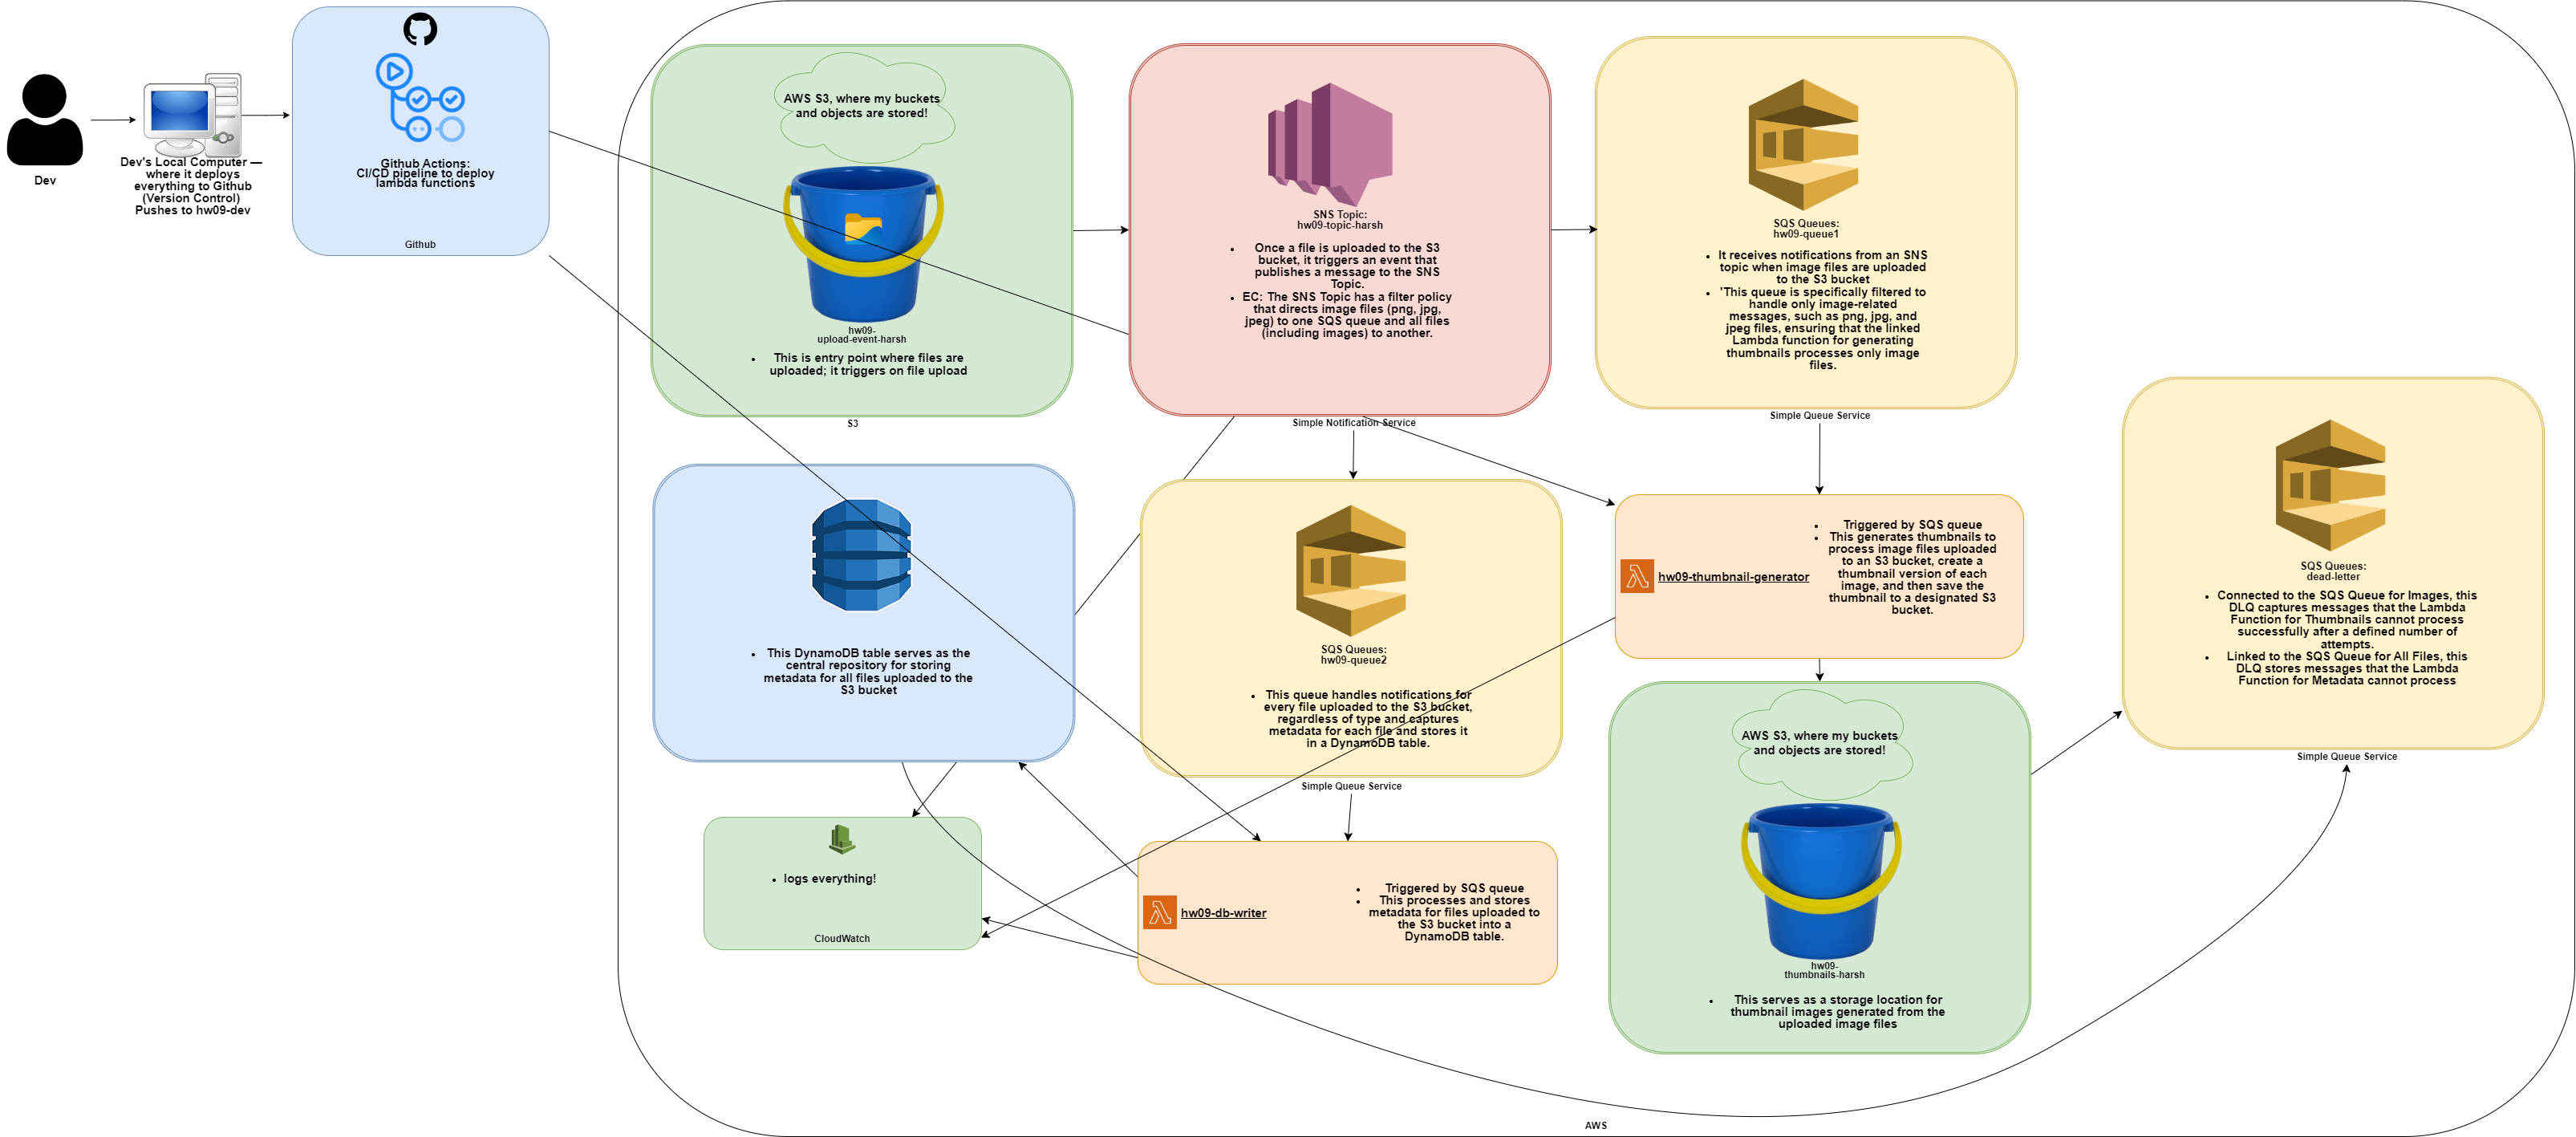 Dev
Dev's Local Computer —
where it deploys
everything to Github
(Version Control)
Pushes to hw09-dev
Github Actions:
CI/CD pipeline to deploy
lambda functions
Github
AWS S3, where my buckets
and objects are stored!
hw09-
upload-event-harsh
• This is entry point where files are
uploaded; it triggers on file upload
S3
SNS Topic:
hw09-topic-harsh
• Once a file is uploaded to the S3
bucket, it triggers an event that
publishes a message to the SNS
Topic.
• EC: The SNS Topic has a filter policy
that directs image files (png, jpg,
jpeg) to one SQS queue and all files
(including images) to another.
Simple Notification Service
SQS Queues:
hw09-queue1
• It receives notifications from an SNS
topic when image files are uploaded
to the S3 bucket
• 'This queue is specifically filtered to
handle only image-related
messages, such as png, jpg, and
jpeg files, ensuring that the linked
Lambda function for generating
thumbnails processes only image
files.
Simple Queue Service
• This DynamoDB table serves as the
central repository for storing
metadata for all files uploaded to the
S3 bucket
SQS Queues:
hw09-queue2
• This queue handles notifications for
every file uploaded to the S3 bucket,
regardless of type and captures
metadata for each file and stores it
in a DynamoDB table.
Simple Queue Service
hw09-thumbnail-generator
• Triggered by SQS queue
• This generates thumbnails to
process image files uploaded
to an S3 bucket, create a
thumbnail version of each
image, and then save the
thumbnail to a designated S3
bucket.
SQS Queues:
dead-letter
• Connected to the SQS Queue for Images, this
DLQ captures messages that the Lambda
Function for Thumbnails cannot process
successfully after a defined number of
attempts.
• Linked to the SQS Queue for All Files, this
DLQ stores messages that the Lambda
Function for Metadata cannot process
Simple Queue Service
• logs everything!
CloudWatch
hw09-db-writer
• Triggered by SQS queue
• This processes and stores
metadata for files uploaded to
the S3 bucket into a
DynamoDB table.
AWS S3, where my buckets
and objects are stored!
hw09-
thumbnails-harsh
• This serves as a storage location for
thumbnail images generated from the
uploaded image files
AWS